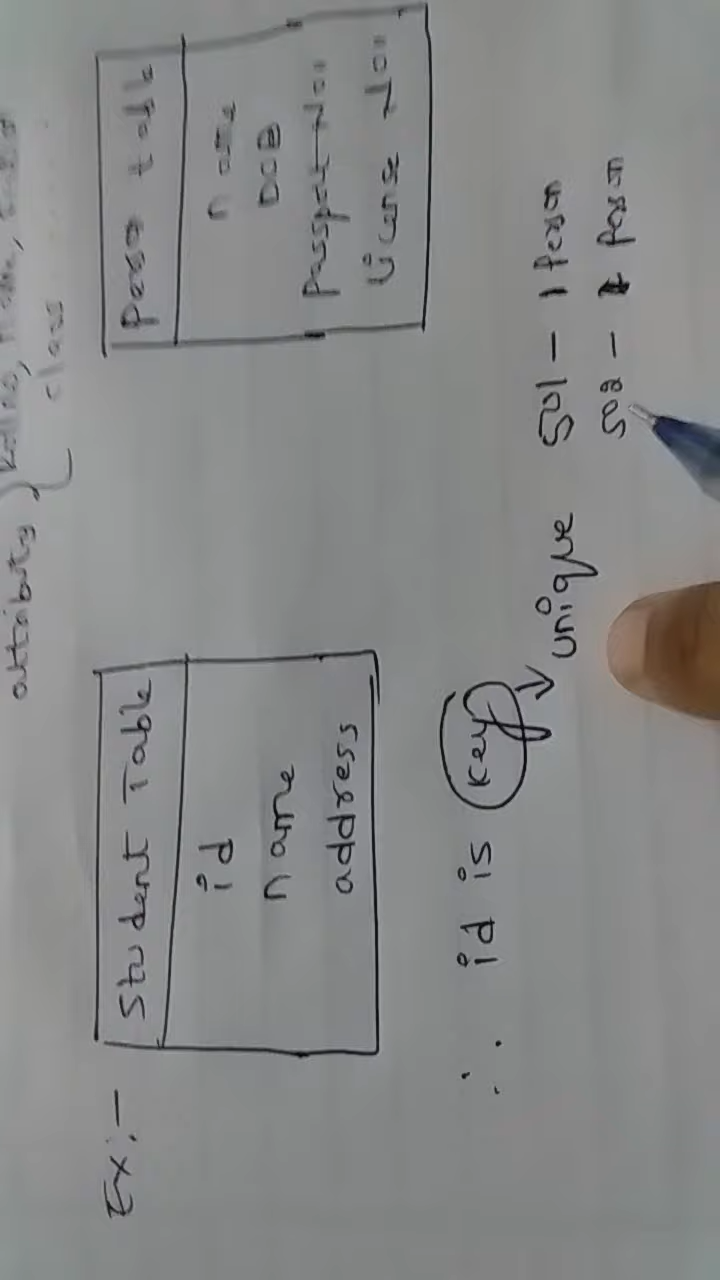 attribute { Rollno, name,
class
Ex:-
Student Table
id
name
address
Perso table
name
DOB
Passport No.
License No.
∴ id is key
↓
unique
501 - 1 Person
502 - 1 Person